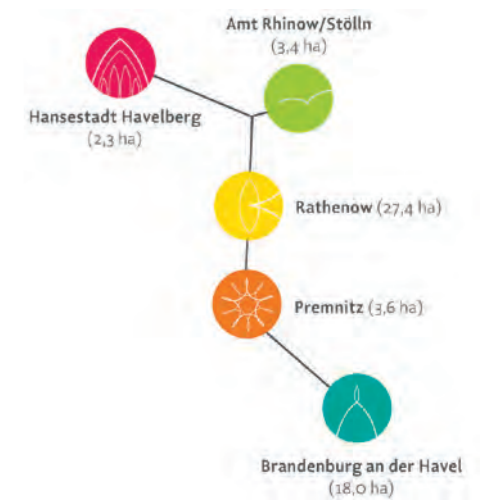 Amt Rhinow/Stölln
(3,4 ha)
Hansestadt Havelberg
(2,3 ha)
Rathenow (27,4 ha)
Premnitz (3,6 ha)
Brandenburg an der Havel
(18,0 ha)